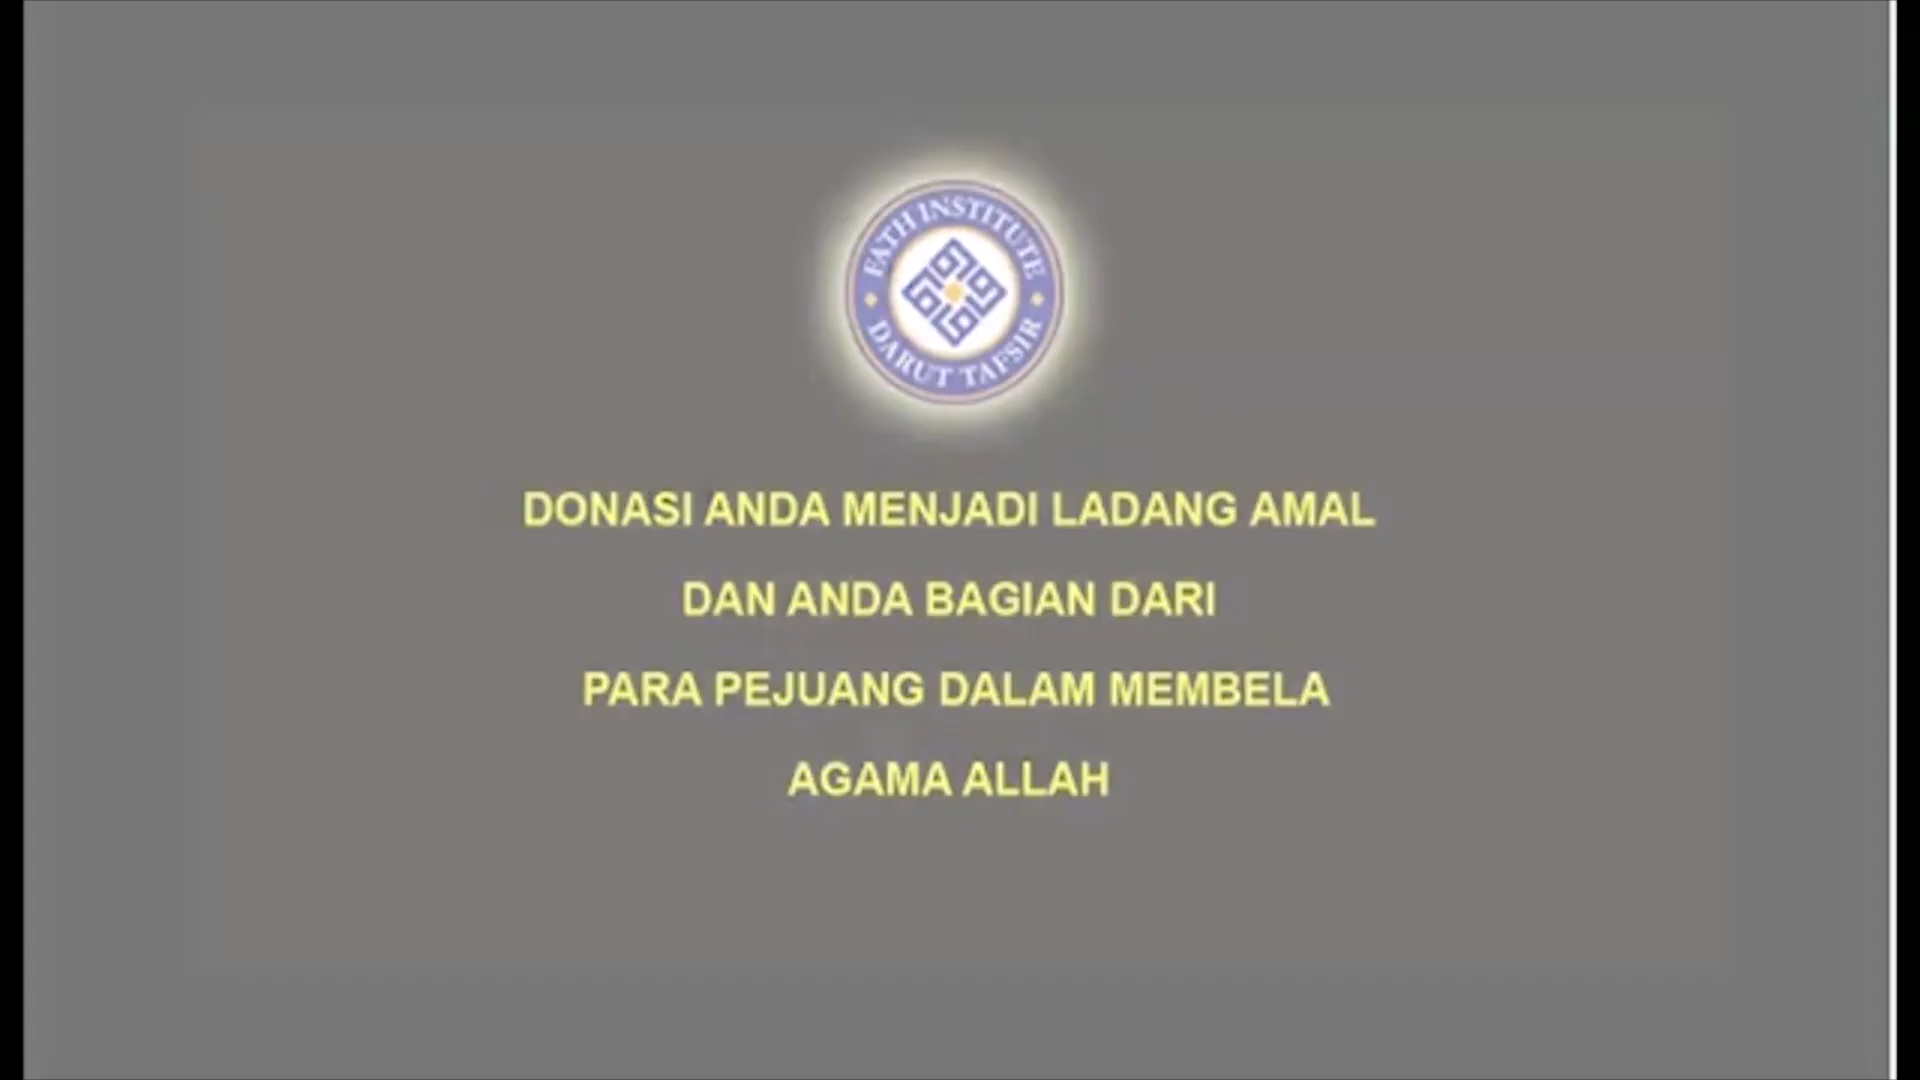 FATH INSTITUTE
DARUT TAFSIR
DONASI ANDA MENJADI LADANG AMAL
DAN ANDA BAGIAN DARI
PARA PEJUANG DALAM MEMBELA
AGAMA ALLAH